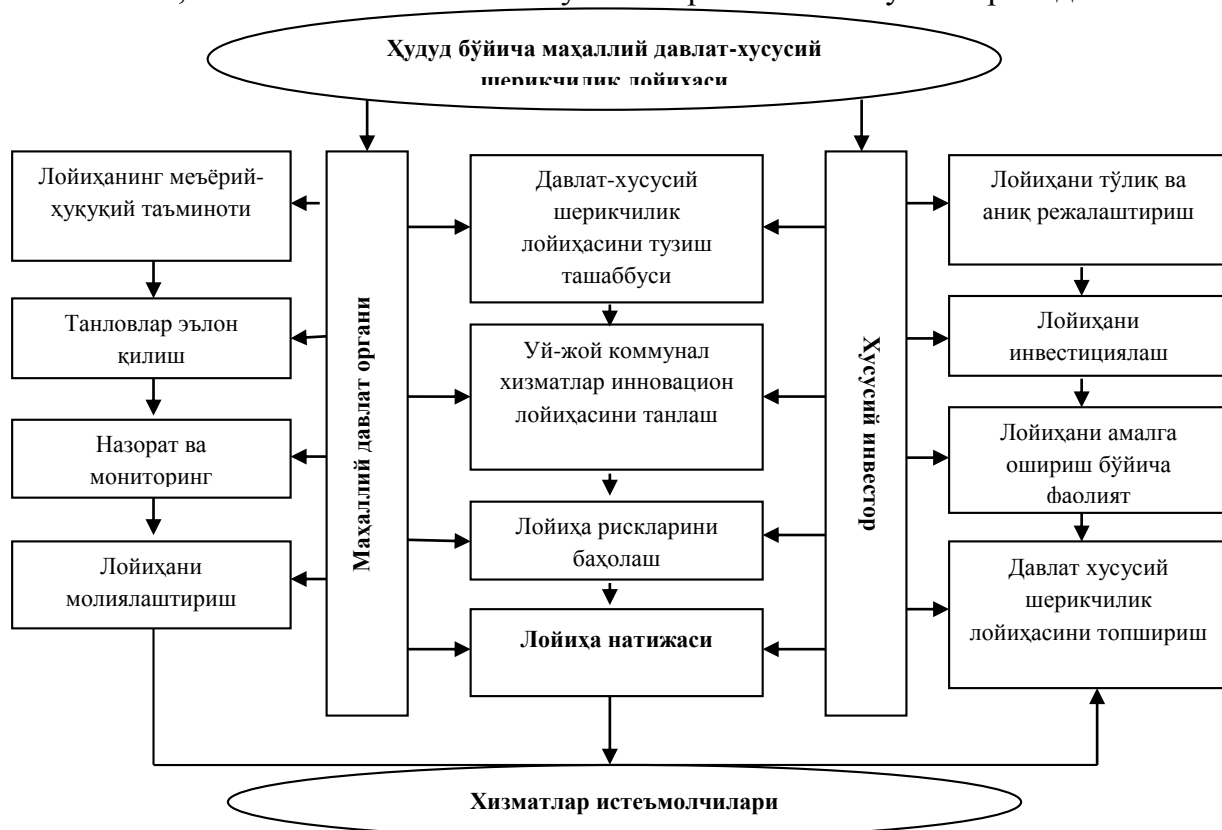 Ҳудуд бўйича маҳаллий давлат-хусусий
шерикчилик лойиҳаси
Лойиҳанинг меъёрий-
ҳуқуқий таъминоти
Танловлар эълон
қилиш
Назорат ва
мониторинг
Лойиҳани
молиялаштириш
Маҳаллий давлат органи
Давлат-хусусий
шерикчилик
лойиҳасини тузиш
ташаббуси
Уй-жой коммунал
хизматлар инновацион
лойиҳасини танлаш
Лойиҳа рискларини
баҳолаш
Лойиҳа натижаси
Хусусий инвестор
Лойиҳани тўлиқ ва
аниқ режалаштириш
Лойиҳани
инвестициялаш
Лойиҳани амалга
ошириш бўйича
фаолият
Давлат хусусий
шерикчилик
лойиҳасини топшириш
Хизматлар истеъмолчилари